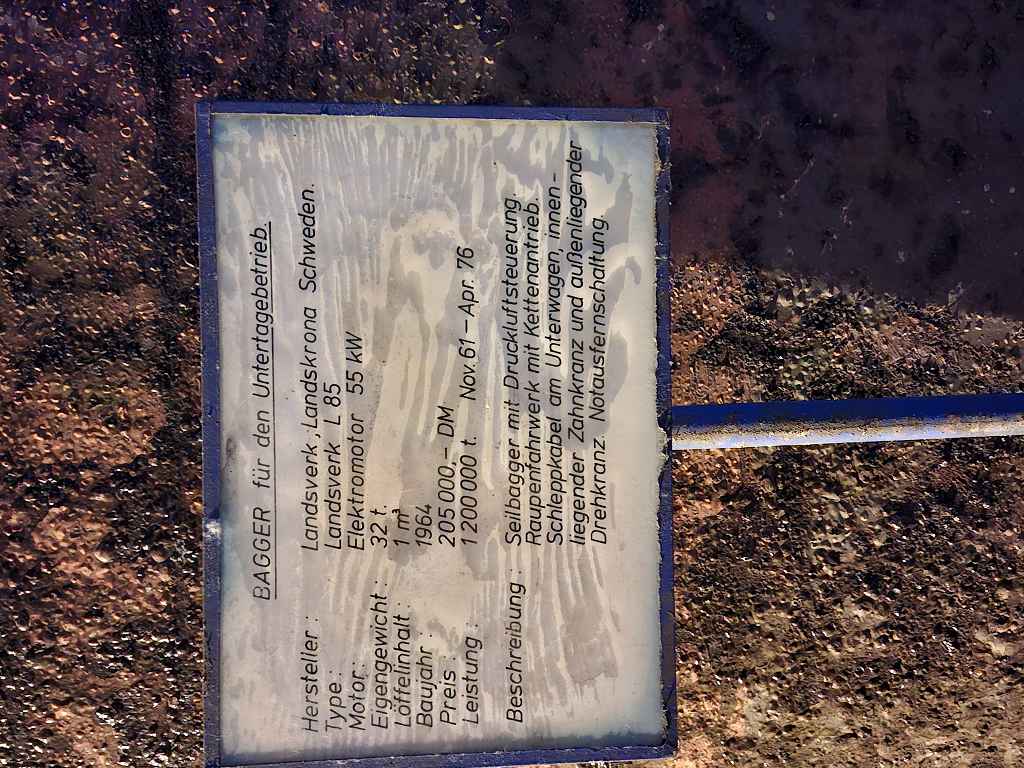 BAGGER für den Untertagebetrieb.
Hersteller : Landsverk, Landskrona Schweden.
Type : Landsverk L 85
Motor : Elektromotor 55 kW
Eigengewicht : 32 t.
Löffelinhalt : 1 m³
Baujahr : 1964
Preis : 205 000,– DM
Leistung : 1 200 000 t. Nov. 61 – Apr. 76
Beschreibung : Seilbagger mit Druckluftsteuerung.
Raupenfahrwerk mit Kettenantrieb.
Schleppkabel am Unterwagen, innen –
liegender Zahnkranz und außenliegender
Drehkranz. Notausfernschaltung.